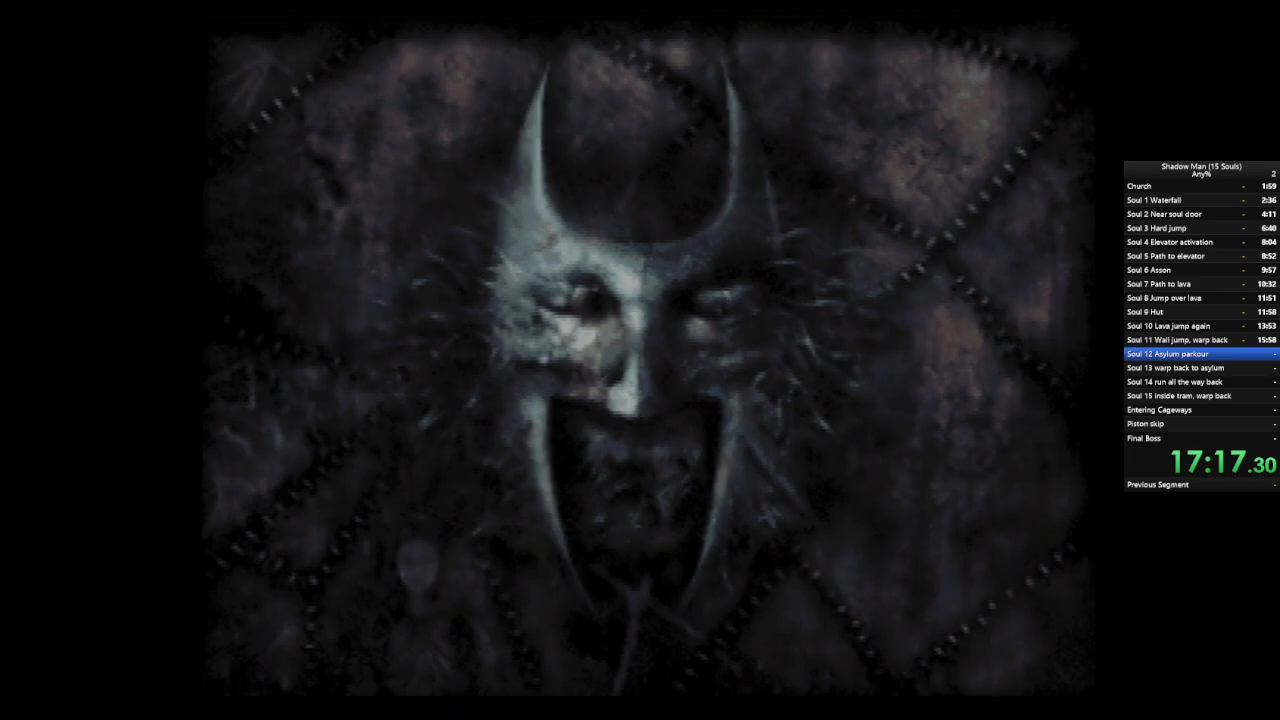 Shadow Man (15 Souls)
Any% 2
Church - 1:59
Soul 1 Waterfall - 2:36
Soul 2 Near soul door - 4:11
Soul 3 Hard jump - 6:40
Soul 4 Elevator activation - 8:04
Soul 5 Path to elevator - 8:52
Soul 6 Asson - 9:57
Soul 7 Path to lava - 10:32
Soul 8 Jump over lava - 11:51
Soul 9 Hut - 11:58
Soul 10 Lava jump again - 13:53
Soul 11 Wall jump, warp back - 15:58
Soul 12 Asylum parkour -
Soul 13 warp back to asylum -
Soul 14 run all the way back -
Soul 15 inside tram, warp back -
Entering Cageways -
Piston skip -
Final Boss -
17:17.30
Previous Segment -